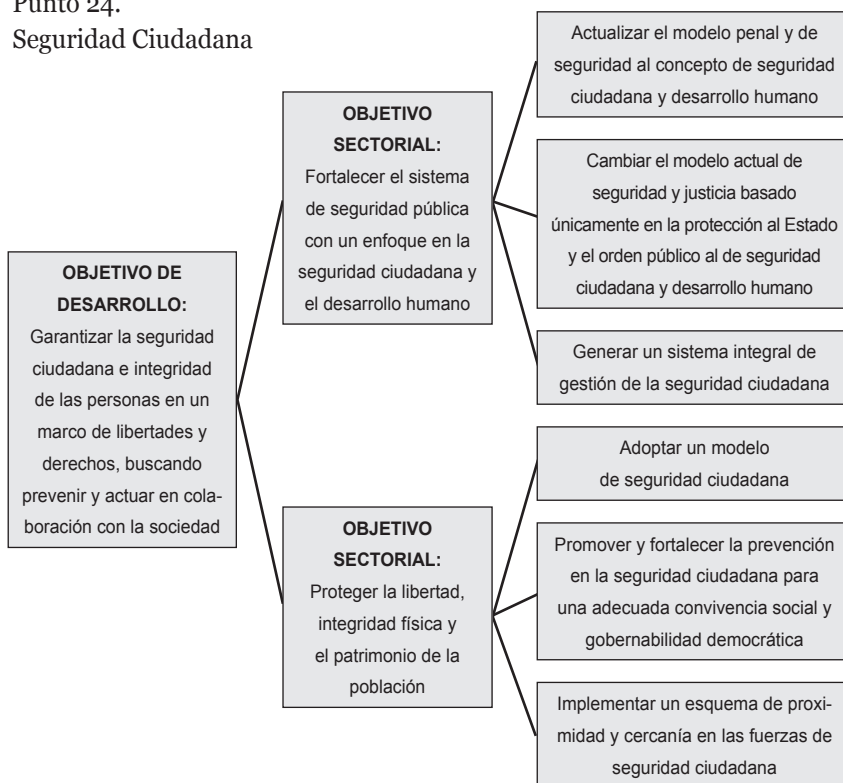 Punto 24.
Seguridad Ciudadana
OBJETIVO DE
DESARROLLO:
Garantizar la seguridad
ciudadana e integridad
de las personas en un
marco de libertades y
derechos, buscando
prevenir y actuar en cola-
boración con la sociedad
OBJETIVO
SECTORIAL:
Fortalecer el sistema
de seguridad pública
con un enfoque en la
seguridad ciudadana y
el desarrollo humano
Actualizar el modelo penal y de
seguridad al concepto de seguridad
ciudadana y desarrollo humano
Cambiar el modelo actual de
seguridad y justicia basado
únicamente en la protección al Estado
y el orden público al de seguridad
ciudadana y desarrollo humano
Generar un sistema integral de
gestión de la seguridad ciudadana
OBJETIVO
SECTORIAL:
Proteger la libertad,
integridad física y
el patrimonio de la
población
Adoptar un modelo
de seguridad ciudadana
Promover y fortalecer la prevención
en la seguridad ciudadana para
una adecuada convivencia social y
gobernabilidad democrática
Implementar un esquema de proxi-
midad y cercanía en las fuerzas de
seguridad ciudadana